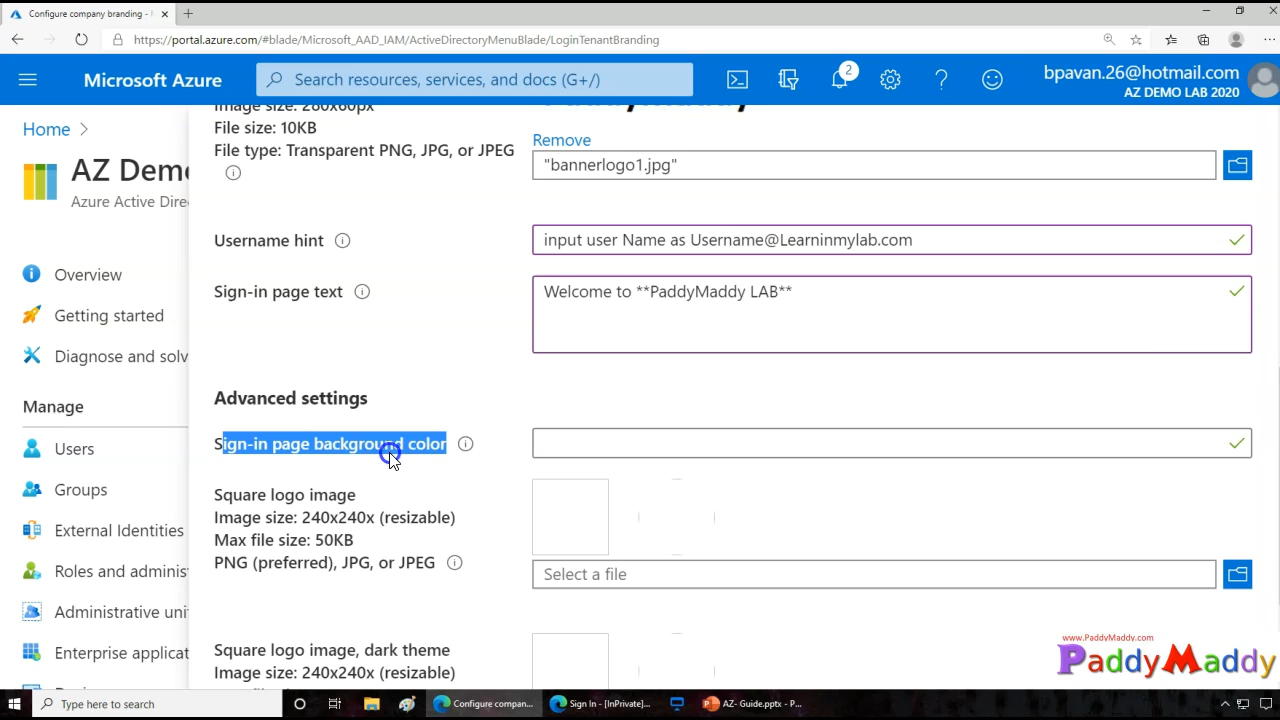 Configure company branding -
https://portal.azure.com/#blade/Microsoft_AAD_IAM/ActiveDirectoryMenuBlade/LoginTenantBranding
Microsoft Azure
Search resources, services, and docs (G+/)
2
bpavan.26@hotmail.com
AZ DEMO LAB 2020
Home
AZ Demo
Azure Active Dire
Overview
Getting started
Diagnose and solv
Manage
Users
Groups
External Identities
Roles and administ
Administrative uni
Enterprise applicat
Image size: 280x60px
File size: 10KB
File type: Transparent PNG, JPG, or JPEG
Remove
"bannerlogo1.jpg"
Username hint
input user Name as Username@Learninmylab.com
Sign-in page text
Welcome to **PaddyMaddy LAB**
Advanced settings
Sign-in page background color
Square logo image
Image size: 240x240x (resizable)
Max file size: 50KB
PNG (preferred), JPG, or JPEG
Select a file
Square logo image, dark theme
Image size: 240x240x (resizable)
www.PaddyMaddy.com
PaddyMaddy
Type here to search
Configure compan...
Sign In - [InPrivate]...
AZ- Guide.pptx - P...